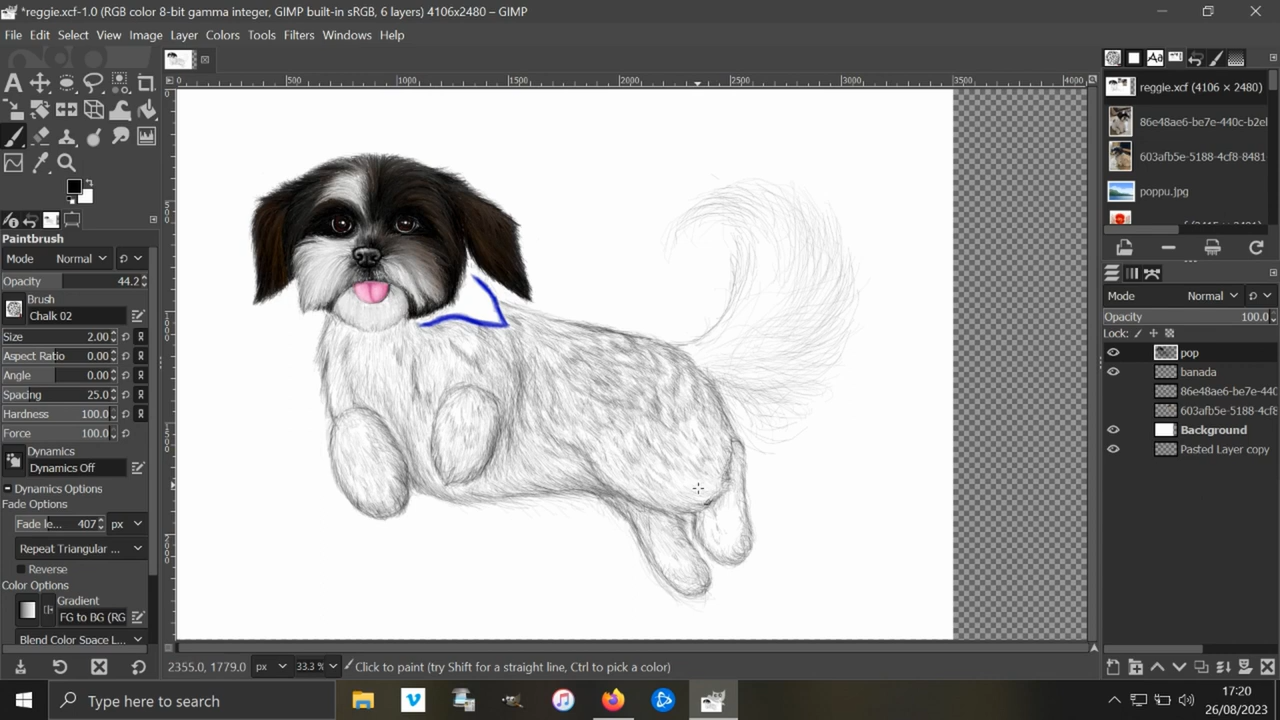 *reggie.xcf-1.0 (RGB color 8-bit gamma integer, GIMP built-in sRGB, 6 layers) 4106x2480 – GIMP
File Edit Select View Image Layer Colors Tools Filters Windows Help
0 500 1000 1500 2000 2500 3000 3500 4000
reggie.xcf (4106 × 2480)
86e48ae6-be7e-440c-b2el
603afb5e-5188-4cf8-8481
poppu.jpg
Paintbrush
Mode Normal
Opacity 44.2
Brush
Chalk 02
Size 2.00
Aspect Ratio 0.00
Angle 0.00
Spacing 25.0
Hardness 100.0
Force 100.0
Dynamics
Dynamics Off
Dynamics Options
Fade Options
Fade le... 407 px
Repeat Triangular ...
Reverse
Color Options
Gradient
FG to BG (RG
Blend Color Space L...
Mode Normal
Opacity 100.0
Lock:
pop
banada
86e48ae6-be7e-440
603afb5e-5188-4cf8
Background
Pasted Layer copy
2355.0, 1779.0 px 33.3 % Click to paint (try Shift for a straight line, Ctrl to pick a color)
Type here to search
17:20
26/08/2023